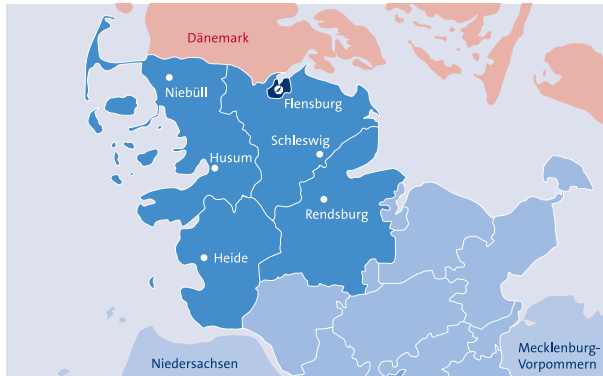 Dänemark
Niebüll
Flensburg
Schleswig
Husum
Rendsburg
Heide
Niedersachsen
Mecklenburg-
Vorpommern